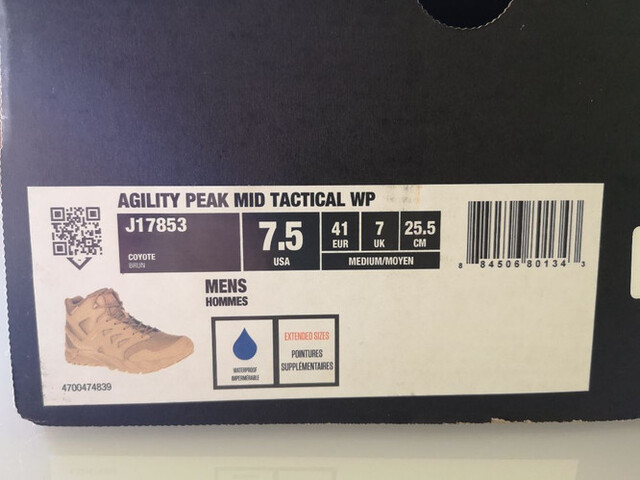 AGILITY PEAK MID TACTICAL WP
J17853
COYOTE
BRUN
7.5
USA
41
EUR
7
UK
25.5
CM
MEDIUM/MOYEN
8 84506 80134 3
MENS
HOMMES
WATERPROOF
IMPERMÉABLE
EXTENDED SIZES
POINTURES
SUPPLÉMENTAIRES
4700474839